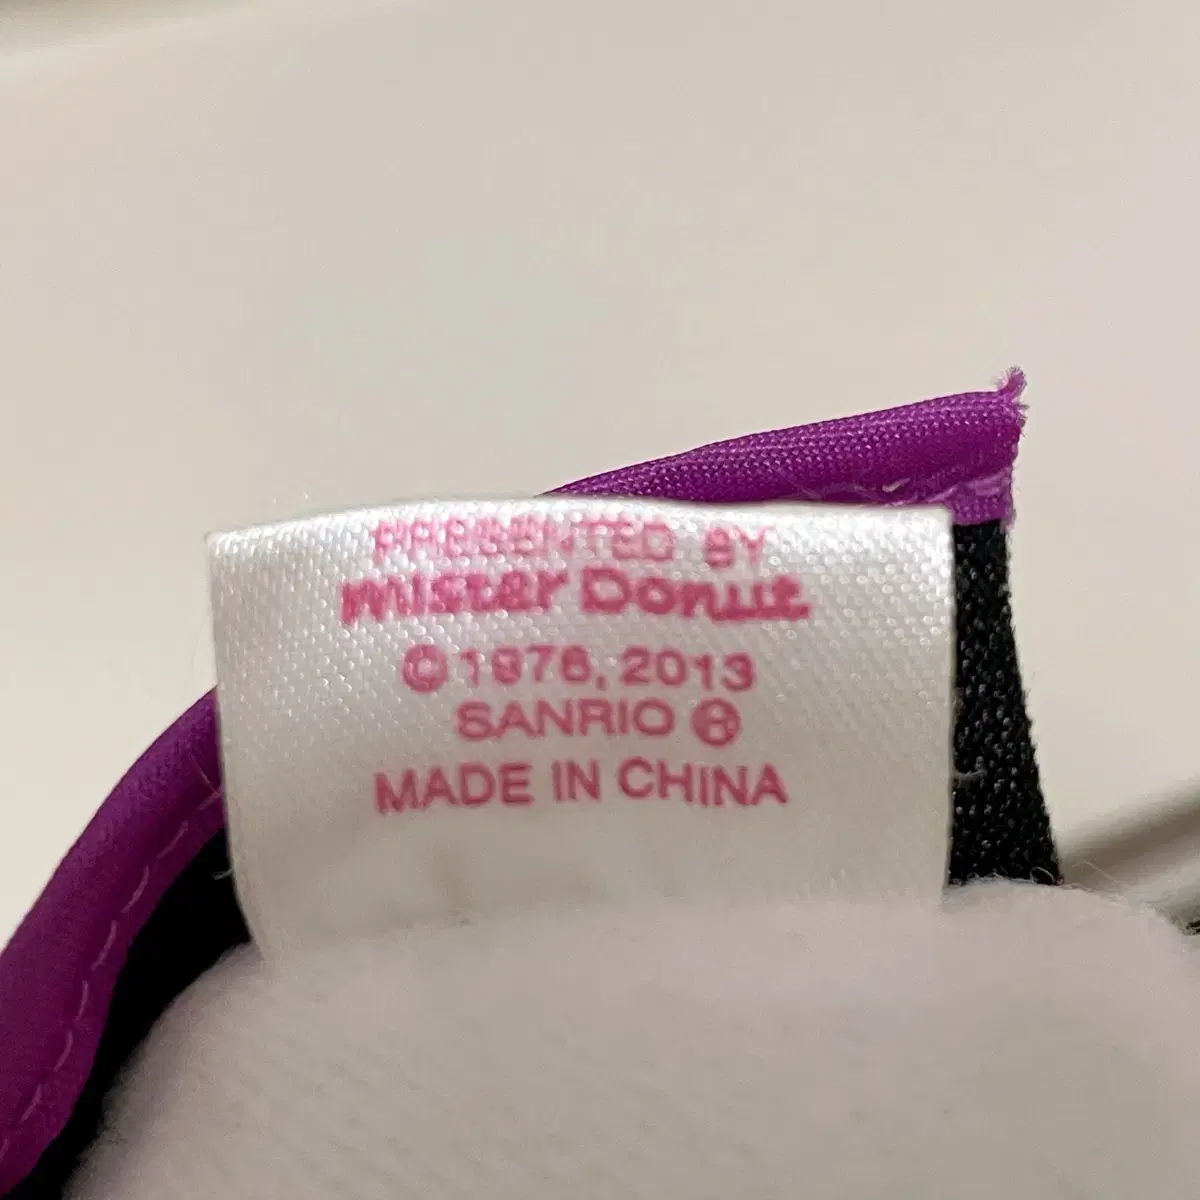 PRESENTED BY
mister Donut
©1976, 2013
SANRIO Ⓗ
MADE IN CHINA